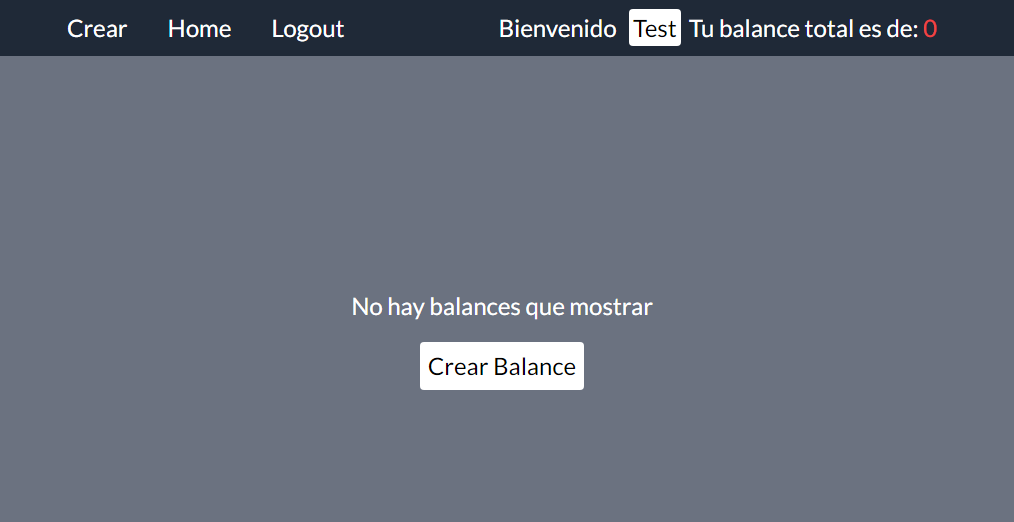 Crear Home Logout Bienvenido Test Tu balance total es de: 0
No hay balances que mostrar
Crear Balance